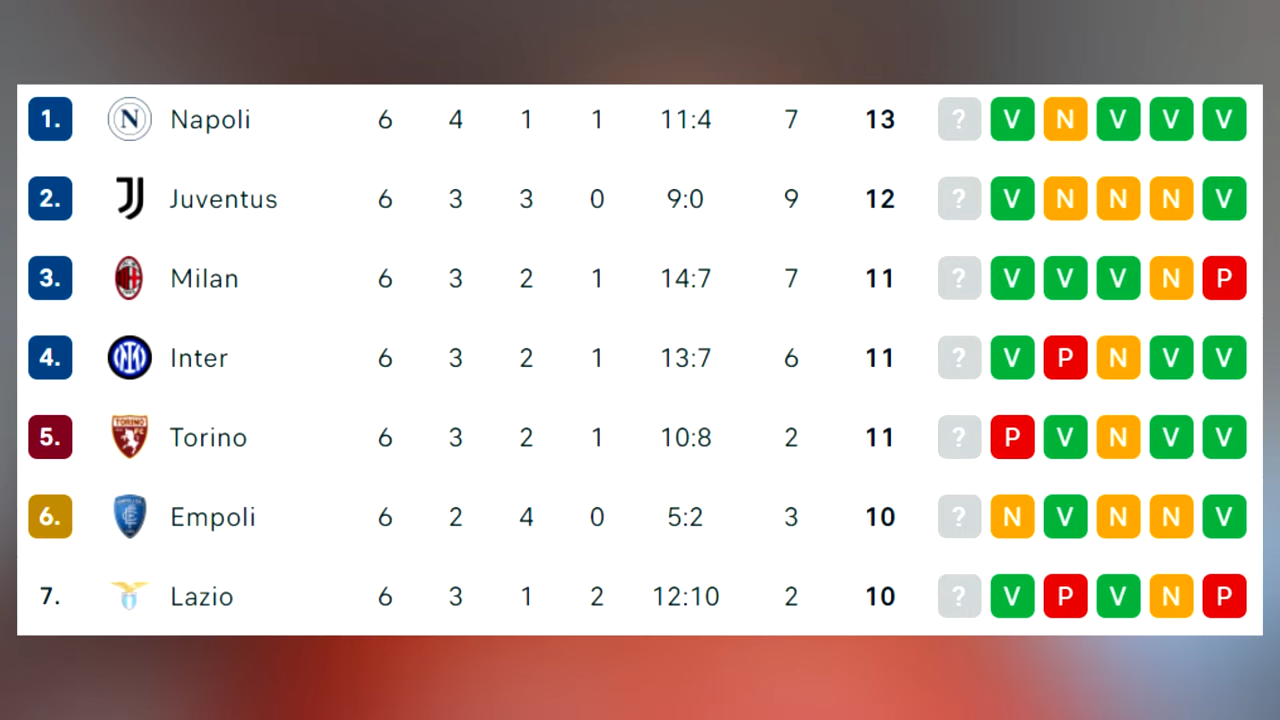 1. N Napoli 6 4 1 1 11:4 7 13 ? V N V V V
2. Juventus 6 3 3 0 9:0 9 12 ? V N N N V
3. Milan 6 3 2 1 14:7 7 11 ? V V V N P
4. Inter 6 3 2 1 13:7 6 11 ? V P N V V
5. TORINO FC Torino 6 3 2 1 10:8 2 11 ? P V N V V
6. Empoli 6 2 4 0 5:2 3 10 ? N V N N V
7. Lazio 6 3 1 2 12:10 2 10 ? V P V N P